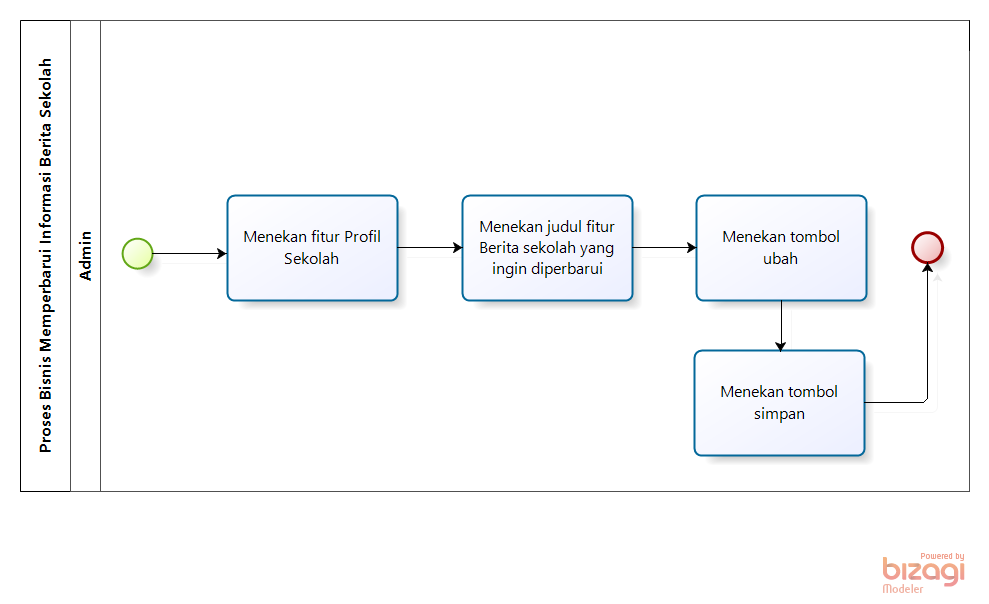 Proses Bisnis Memperbarui Informasi Berita Sekolah
Admin
Menekan fitur Profil
Sekolah
Menekan judul fitur
Berita sekolah yang
ingin diperbarui
Menekan tombol
ubah
Menekan tombol
simpan
Powered by
bizagi
Modeler